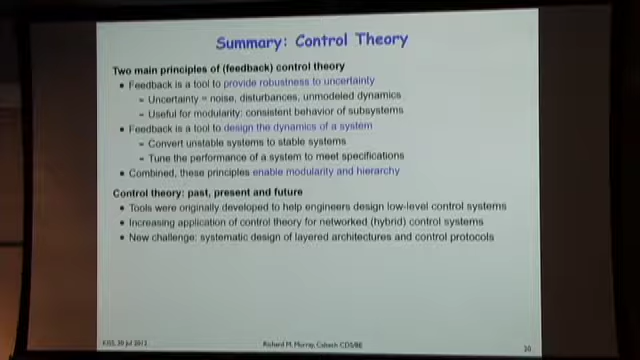 Summary: Control Theory
Two main principles of (feedback) control theory
• Feedback is a tool to provide robustness to uncertainty
– Uncertainty = noise, disturbances, unmodeled dynamics
– Useful for modularity: consistent behavior of subsystems
• Feedback is a tool to design the dynamics of a system
– Convert unstable systems to stable systems
– Tune the performance of a system to meet specifications
• Combined, these principles enable modularity and hierarchy
Control theory: past, present and future
• Tools were originally developed to help engineers design low-level control systems
• Increasing application of control theory for networked (hybrid) control systems
• New challenge: systematic design of layered architectures and control protocols
KISS, 30 Jul 2012
Richard M. Murray, Caltech CDS/BE
30